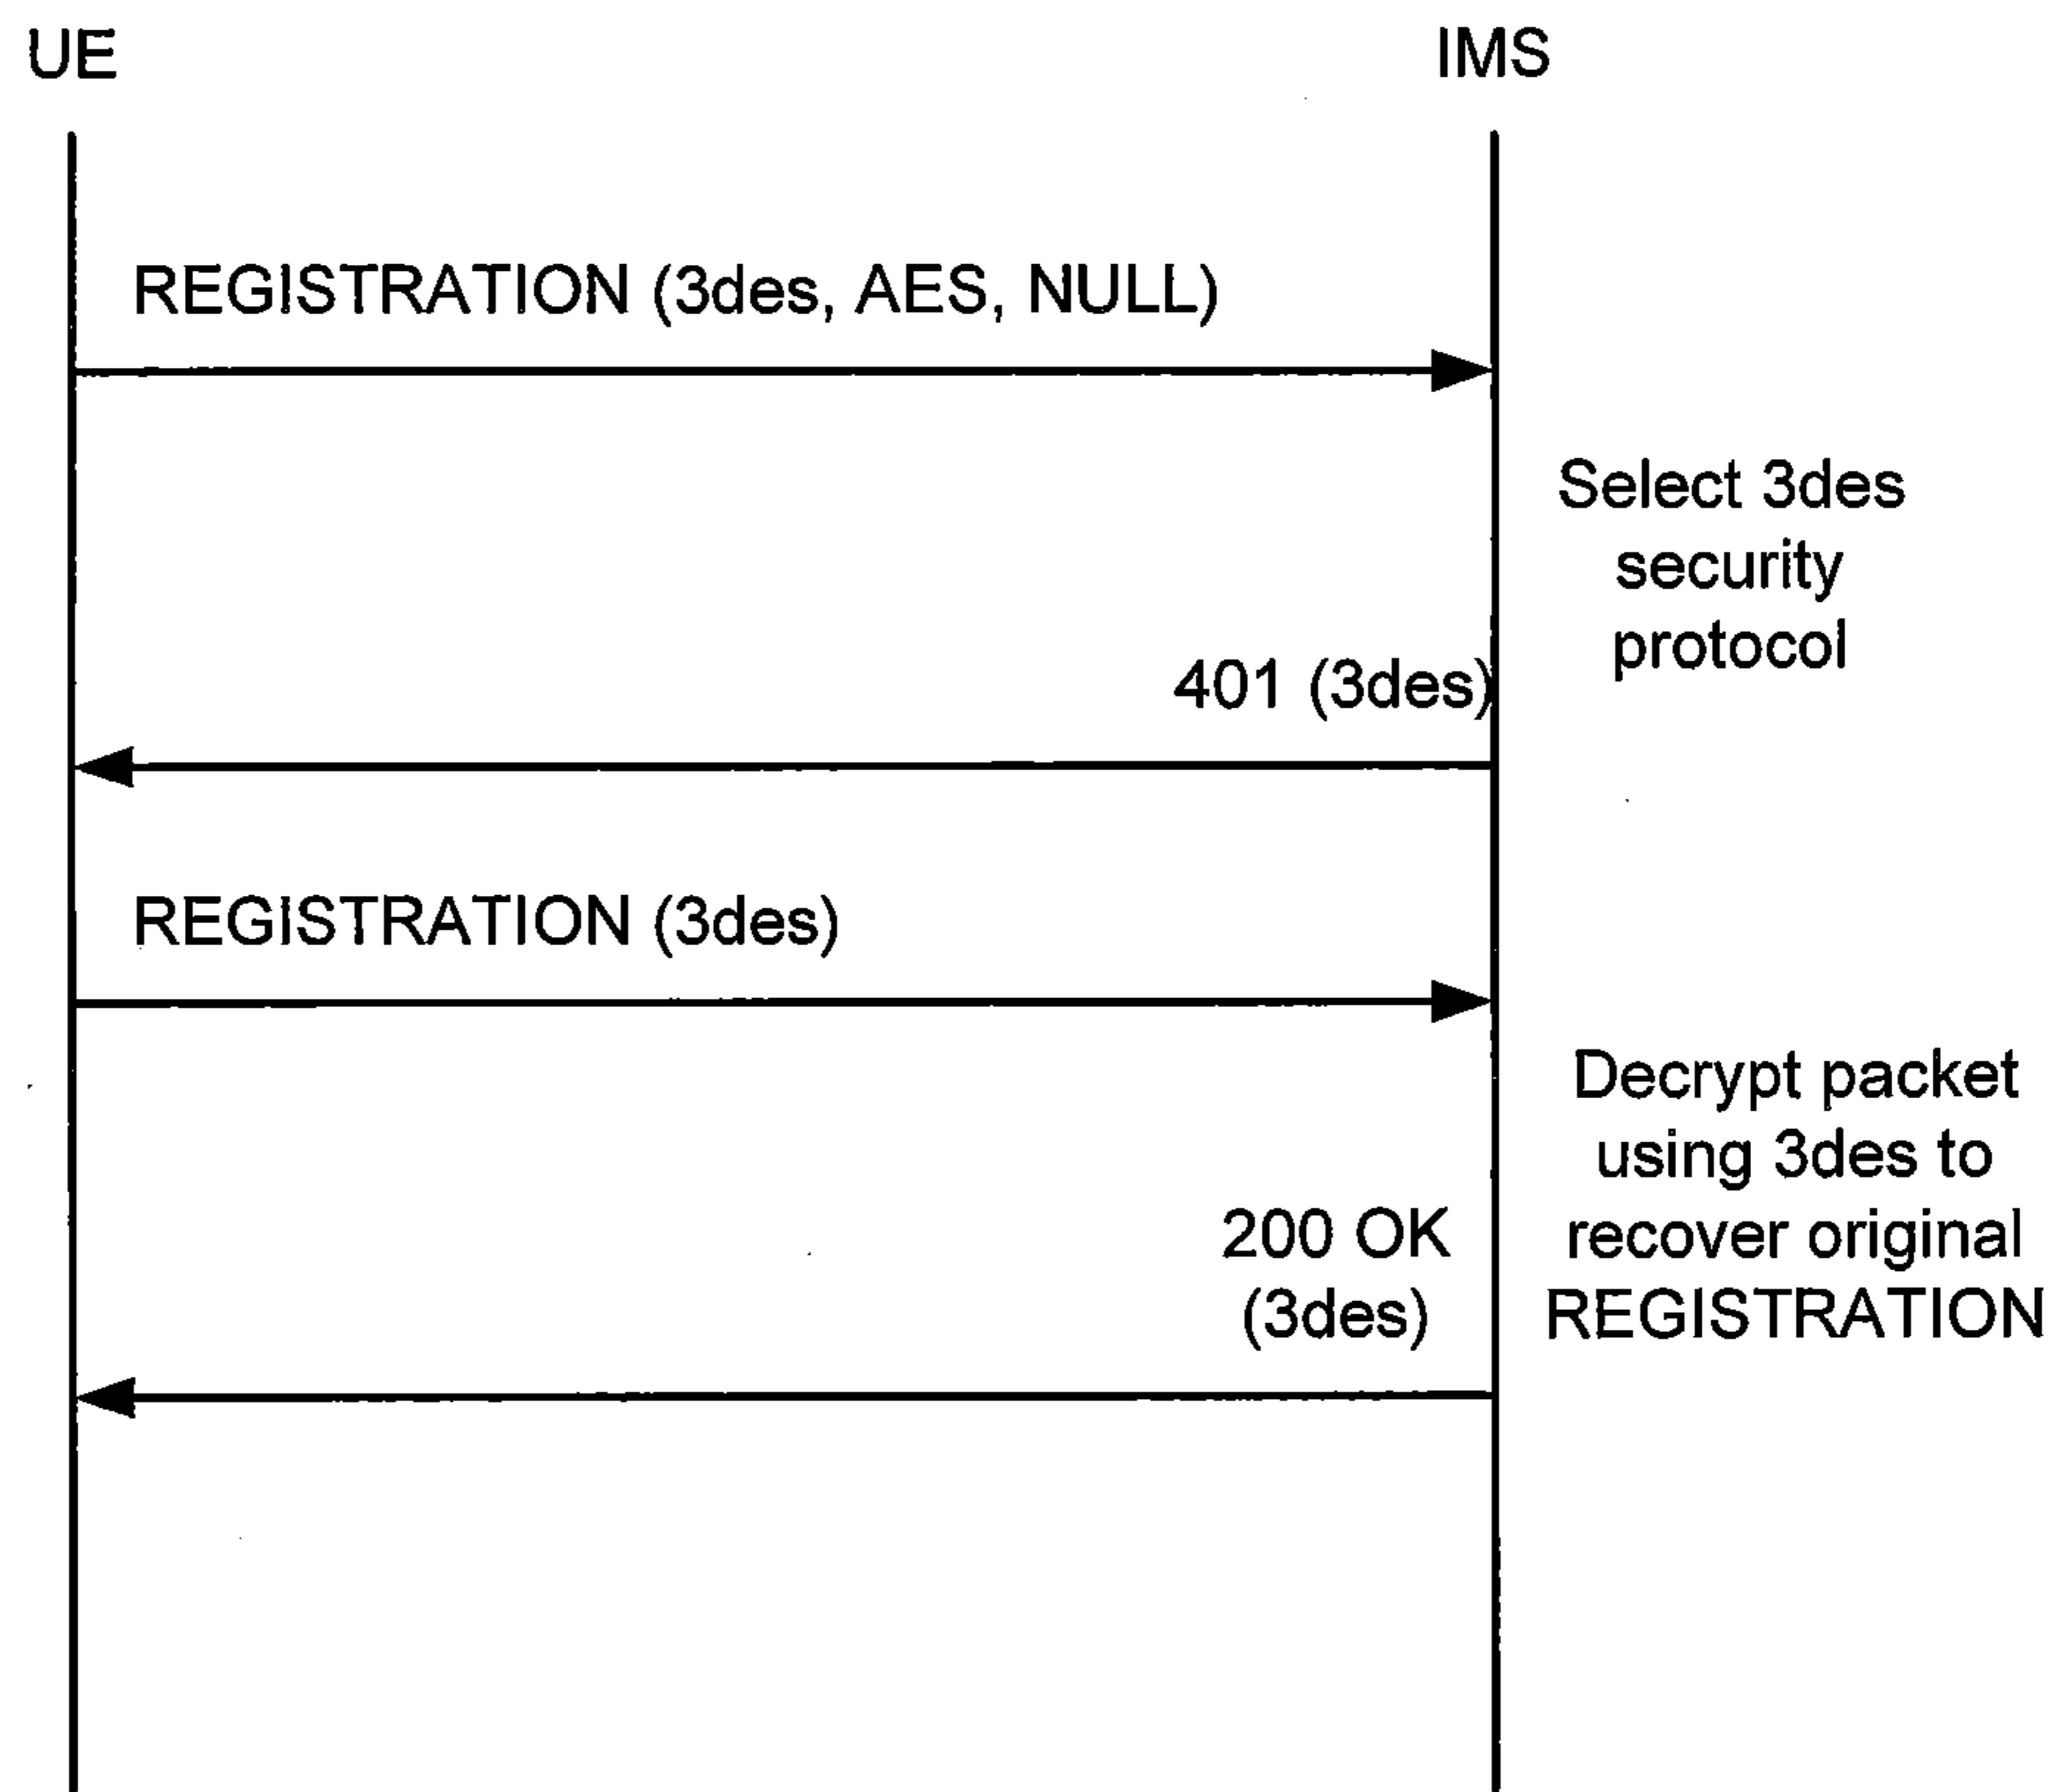 UE
IMS
REGISTRATION (3des, AES, NULL)
Select 3des
security
protocol
401 (3des)
REGISTRATION (3des)
Decrypt packet
using 3des to
recover original
REGISTRATION
200 OK
(3des)